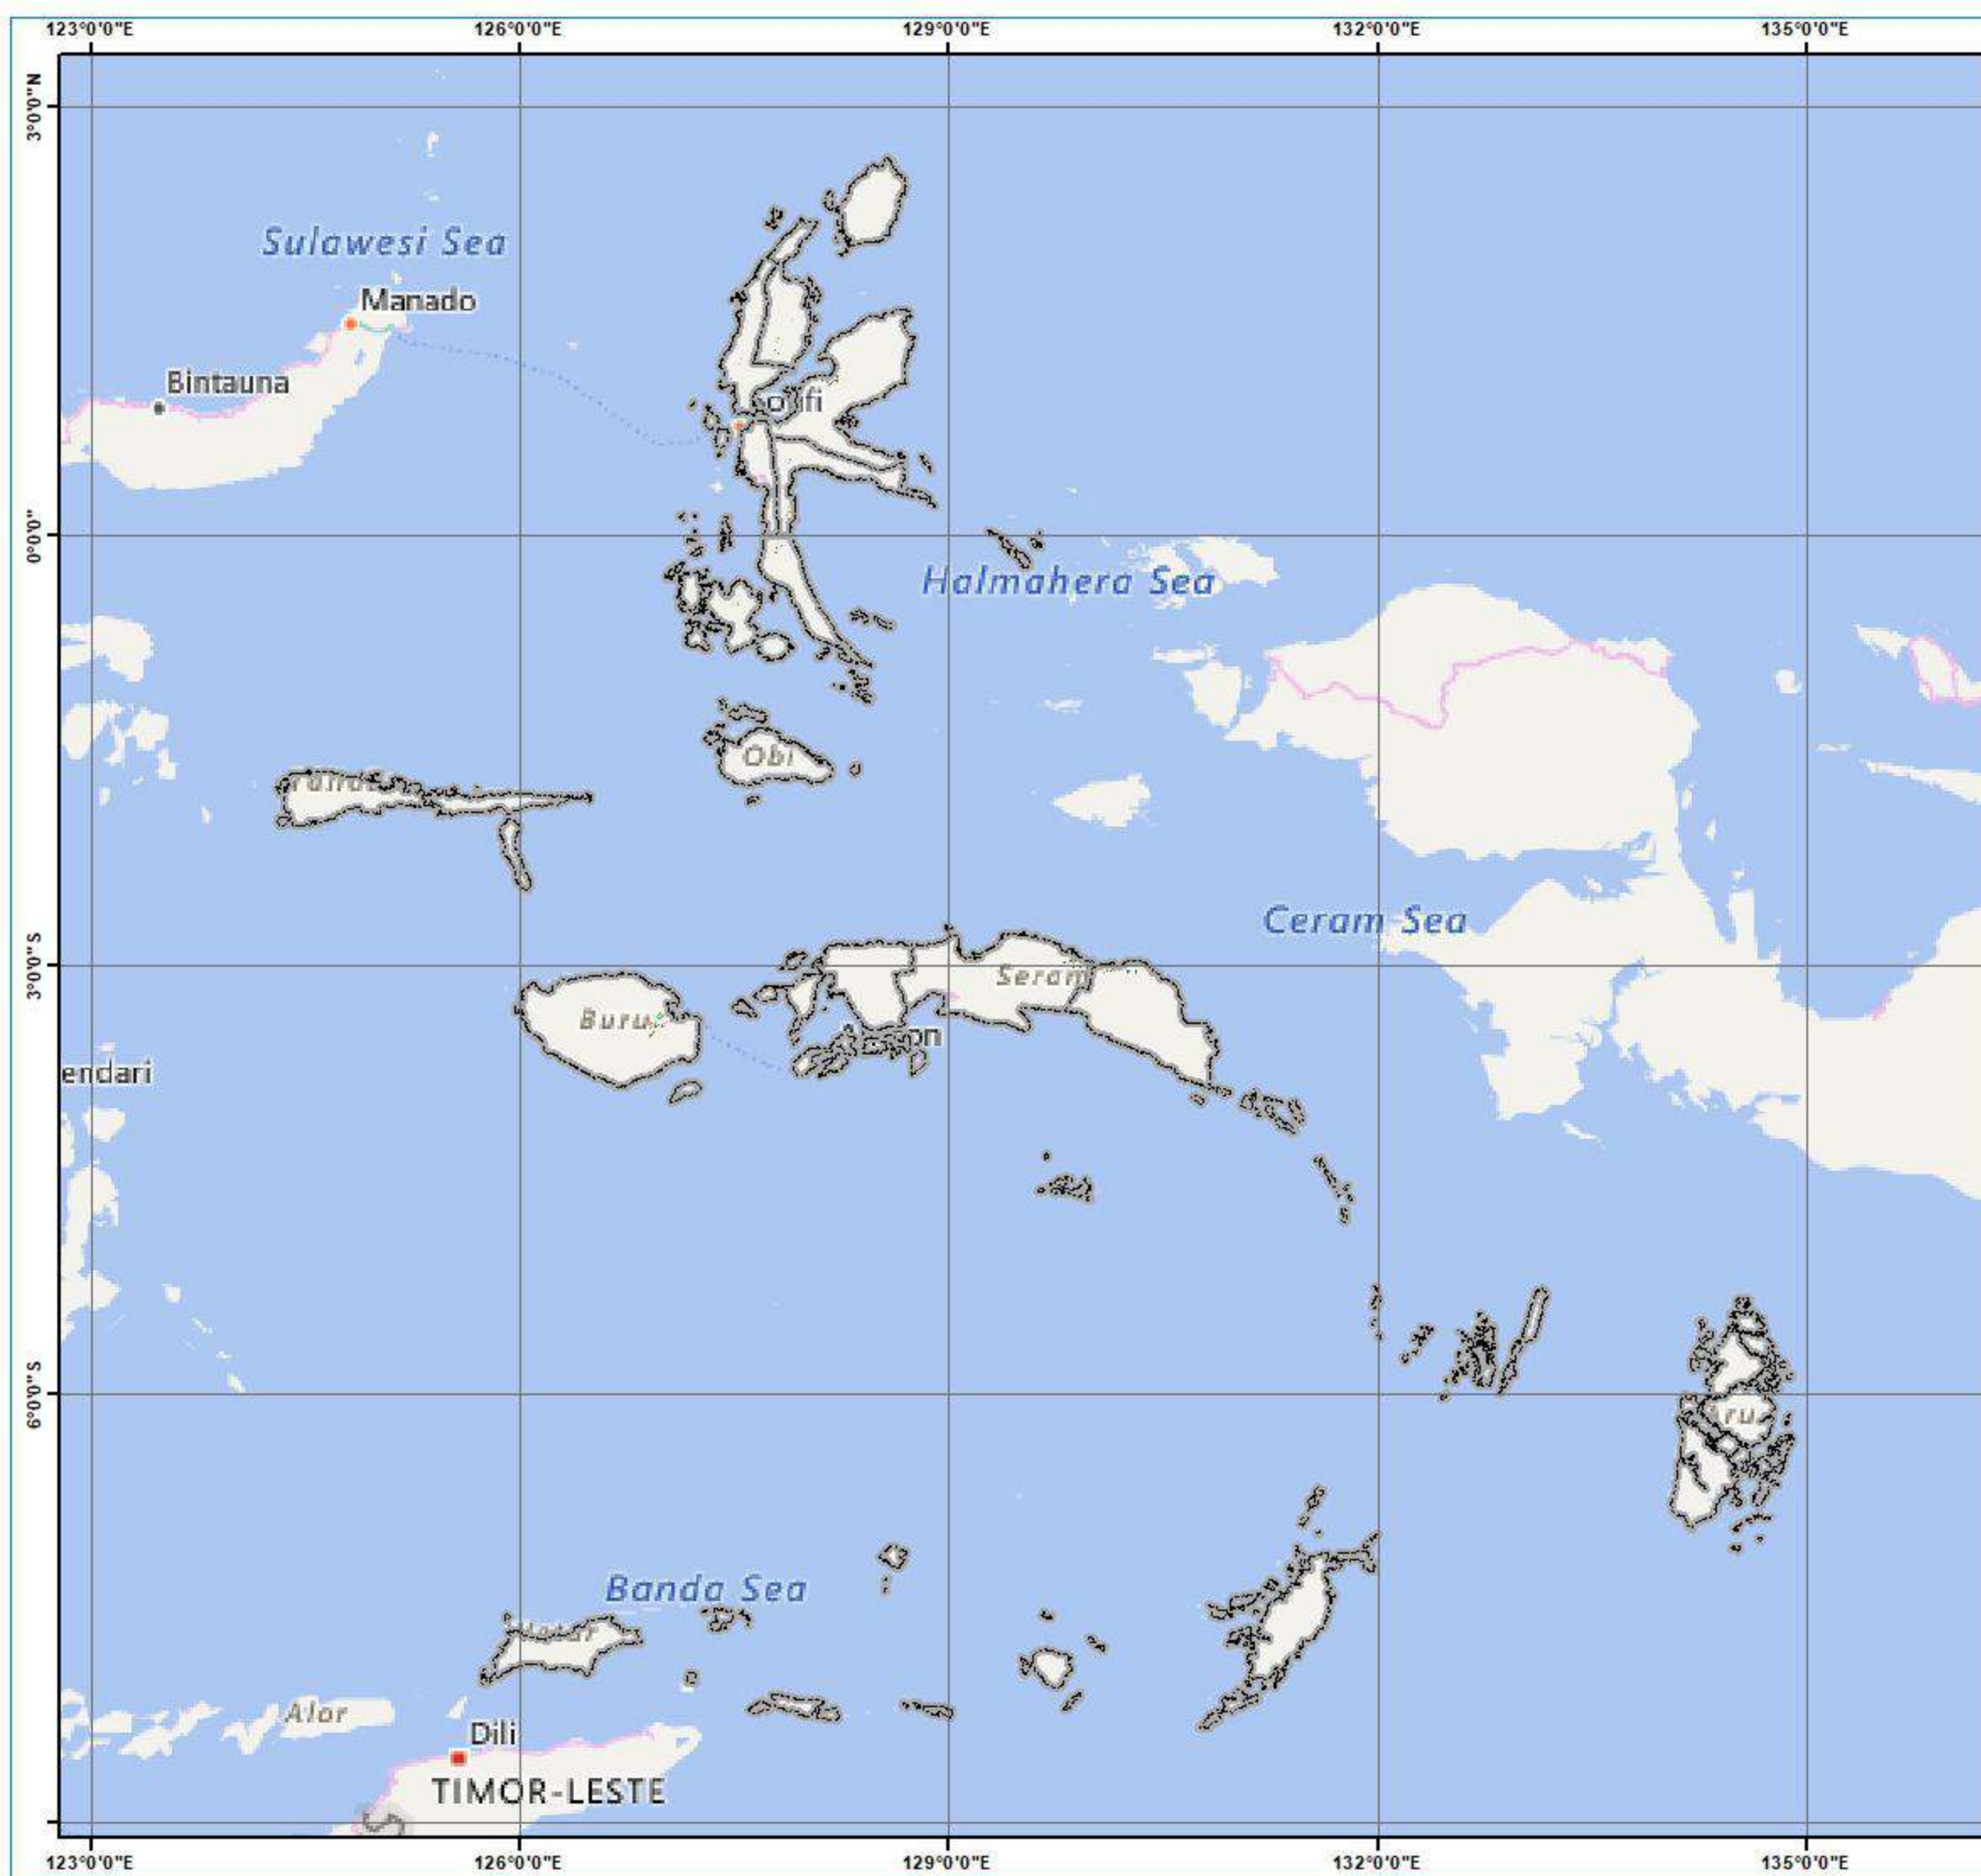 123°0'0"E 126°0'0"E 129°0'0"E 132°0'0"E 135°0'0"E
3°0'0"N
Sulawesi Sea
Manado
Bintauna
0°0'0"
Halmahera Sea
Obi
Ceram Sea
3°0'0"S
Seram
Buru
endari
6°0'0"S
Banda Sea
Alor
Dili
TIMOR-LESTE
123°0'0"E 126°0'0"E 129°0'0"E 132°0'0"E 135°0'0"E